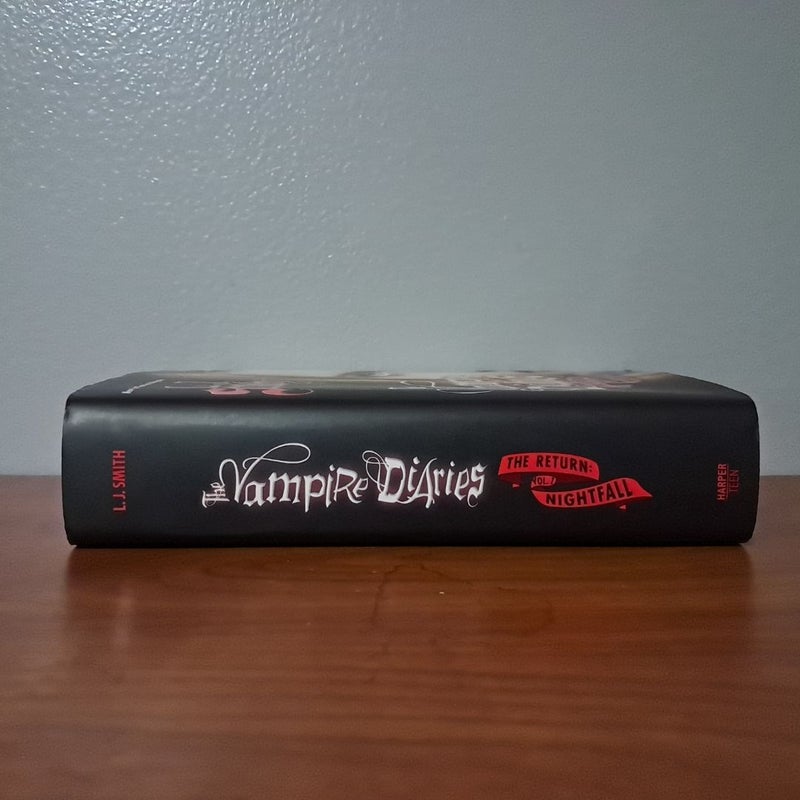 L. J. SMITH
The Vampire Diaries
THE RETURN:
VOL. 1
NIGHTFALL
HARPER
TEEN